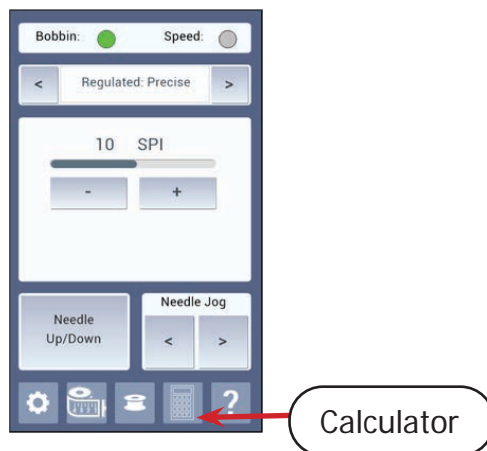 Bobbin: Speed:
< Regulated: Precise >
10 SPI
- +
Needle Jog
Needle
Up/Down
< >
?
Calculator